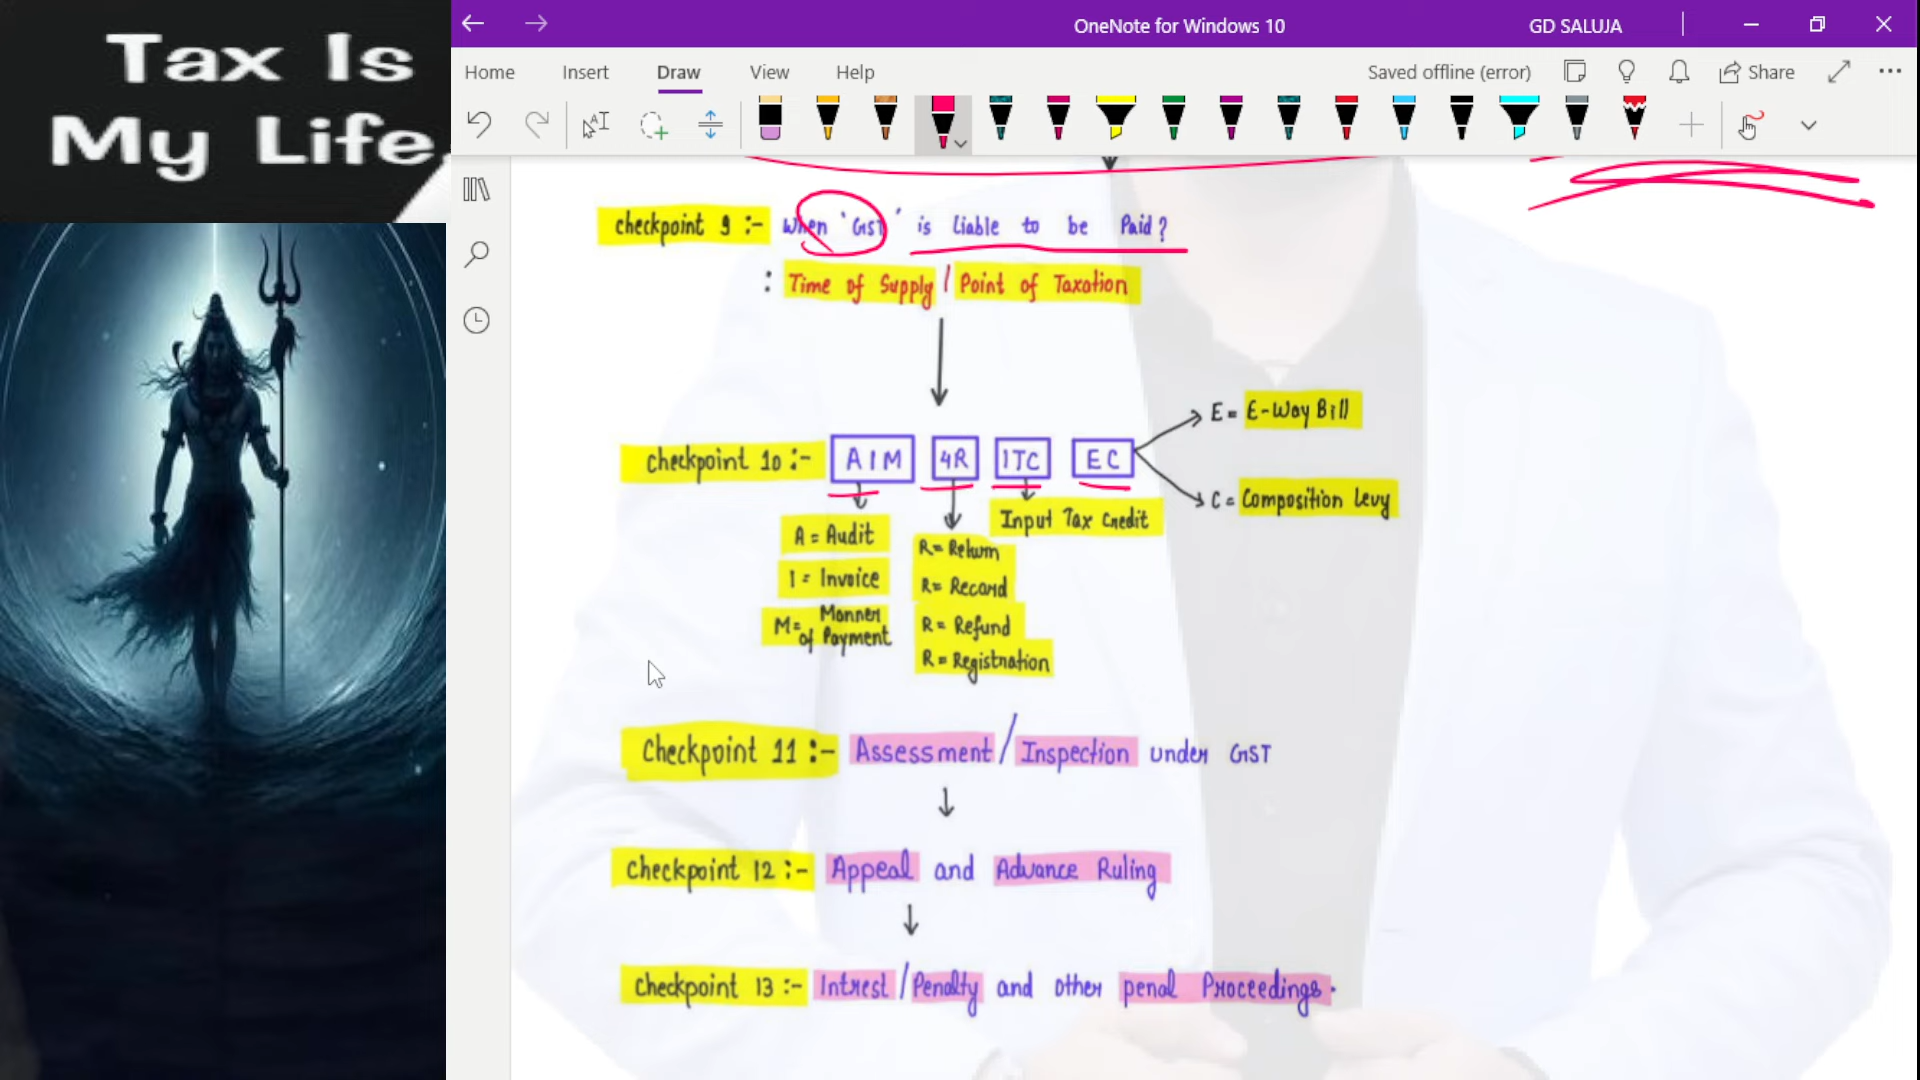 Tax Is
My Life.
OneNote for Windows 10
GD SALUJA
Home Insert Draw View Help
Saved offline (error)
Share
checkpoint 9 :- When 'GST' is liable to be Paid?
: Time of Supply / Point of Taxation
checkpoint 10 :- AIM 4R ITC EC
E = E-Way Bill
C = Composition Levy
A = Audit
I = Invoice
M = Manner of Payment
R = Return
R = Record
R = Refund
R = Registration
Input Tax Credit
Checkpoint 11 :- Assessment / Inspection under GST
Checkpoint 12 :- Appeal and Advance Ruling
Checkpoint 13 :- Intrest / Penalty and other penal Proceedings.